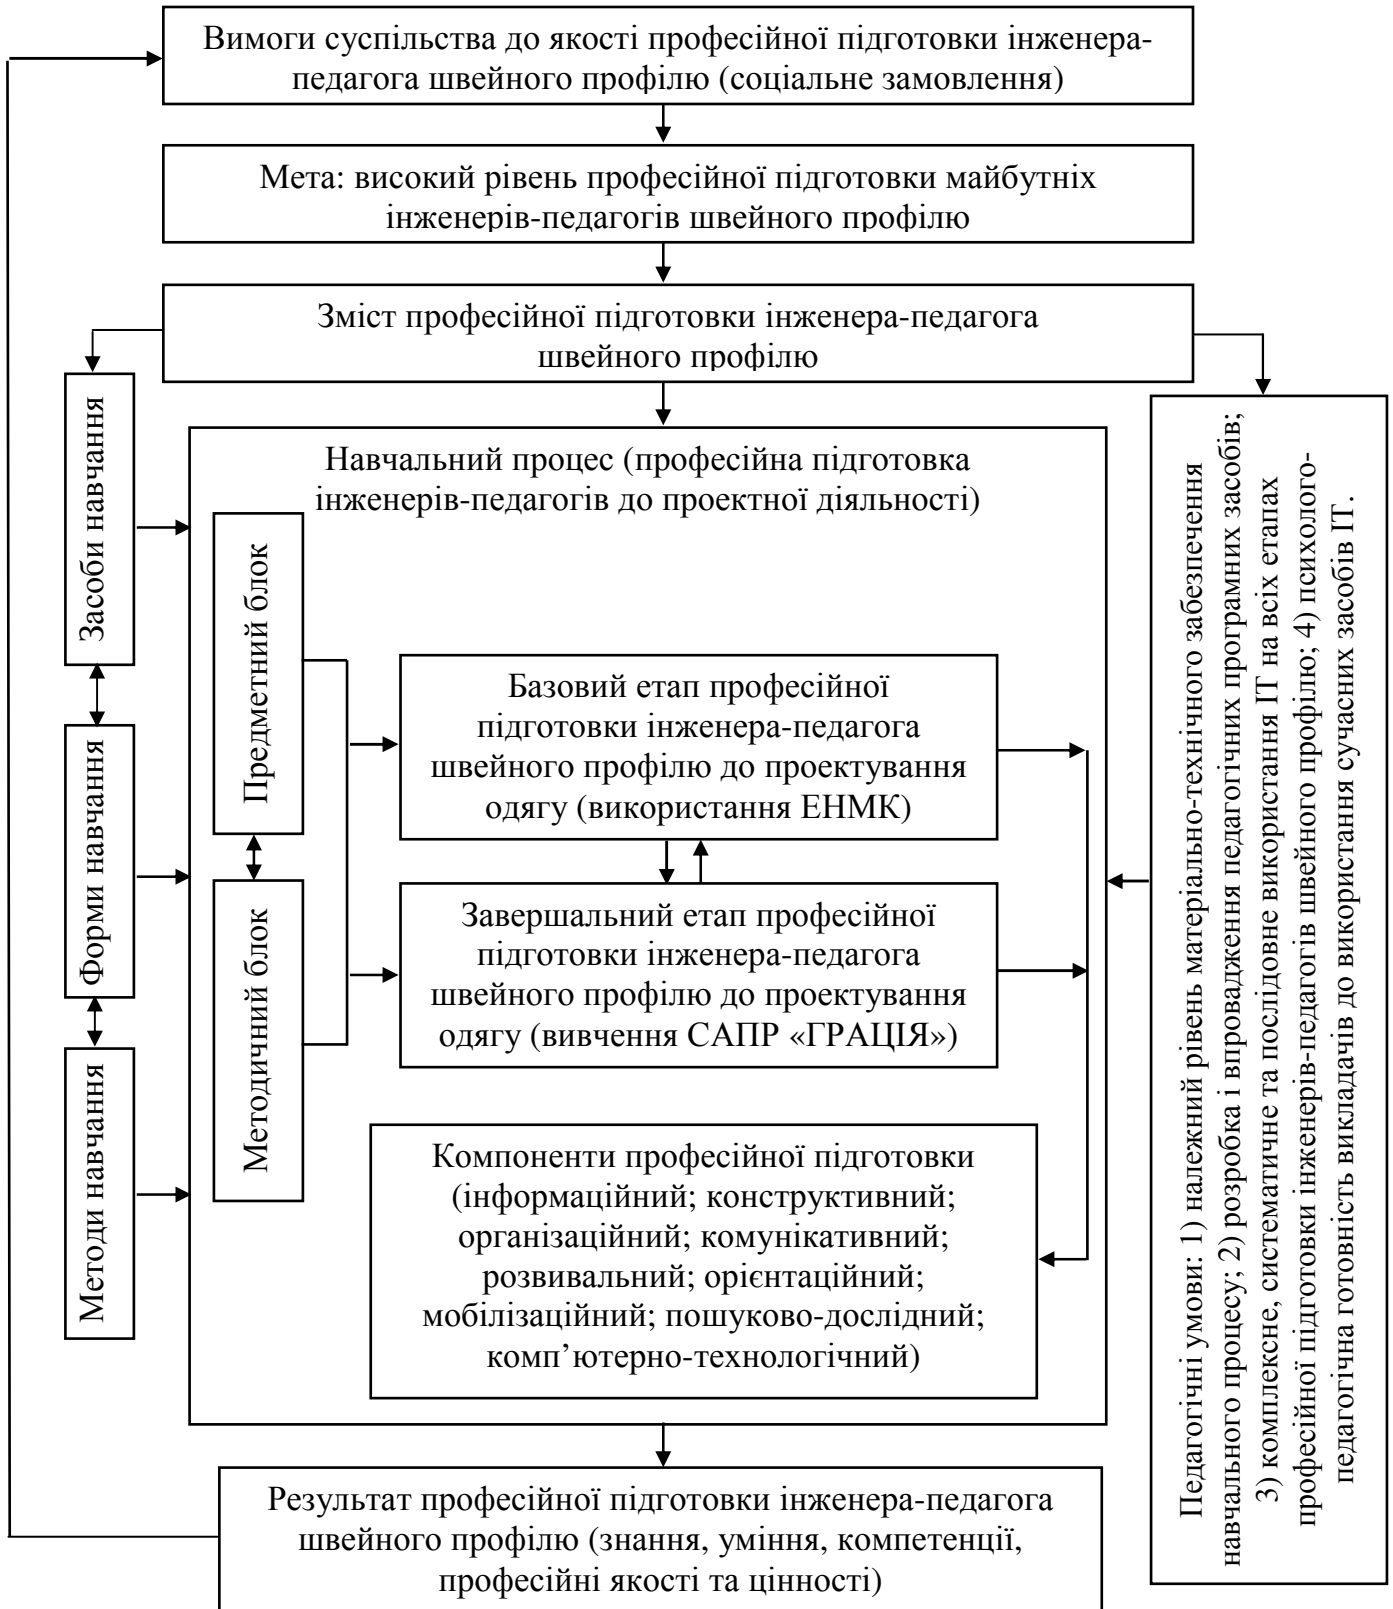 Вимоги суспільства до якості професійної підготовки інженера-
педагога швейного профілю (соціальне замовлення)
Мета: високий рівень професійної підготовки майбутніх
інженерів-педагогів швейного профілю
Зміст професійної підготовки інженера-педагога
швейного профілю
Засоби навчання
Форми навчання
Методи навчання
Навчальний процес (професійна підготовка
інженерів-педагогів до проектної діяльності)
Предметний блок
Методичний блок
Базовий етап професійної
підготовки інженера-педагога
швейного профілю до проектування
одягу (використання ЕНМК)
Завершальний етап професійної
підготовки інженера-педагога
швейного профілю до проектування
одягу (вивчення САПР «ГРАЦІЯ»)
Компоненти професійної підготовки
(інформаційний; конструктивний;
організаційний; комунікативний;
розвивальний; орієнтаційний;
мобілізаційний; пошуково-дослідний;
комп’ютерно-технологічний)
Педагогічні умови: 1) належний рівень матеріально-технічного забезпечення
навчального процесу; 2) розробка і впровадження педагогічних програмних засобів;
3) комплексне, систематичне та послідовне використання ІТ на всіх етапах
професійної підготовки інженерів-педагогів швейного профілю; 4) психолого-
педагогічна готовність викладачів до використання сучасних засобів ІТ.
Результат професійної підготовки інженера-педагога
швейного профілю (знання, уміння, компетенції,
професійні якості та цінності)